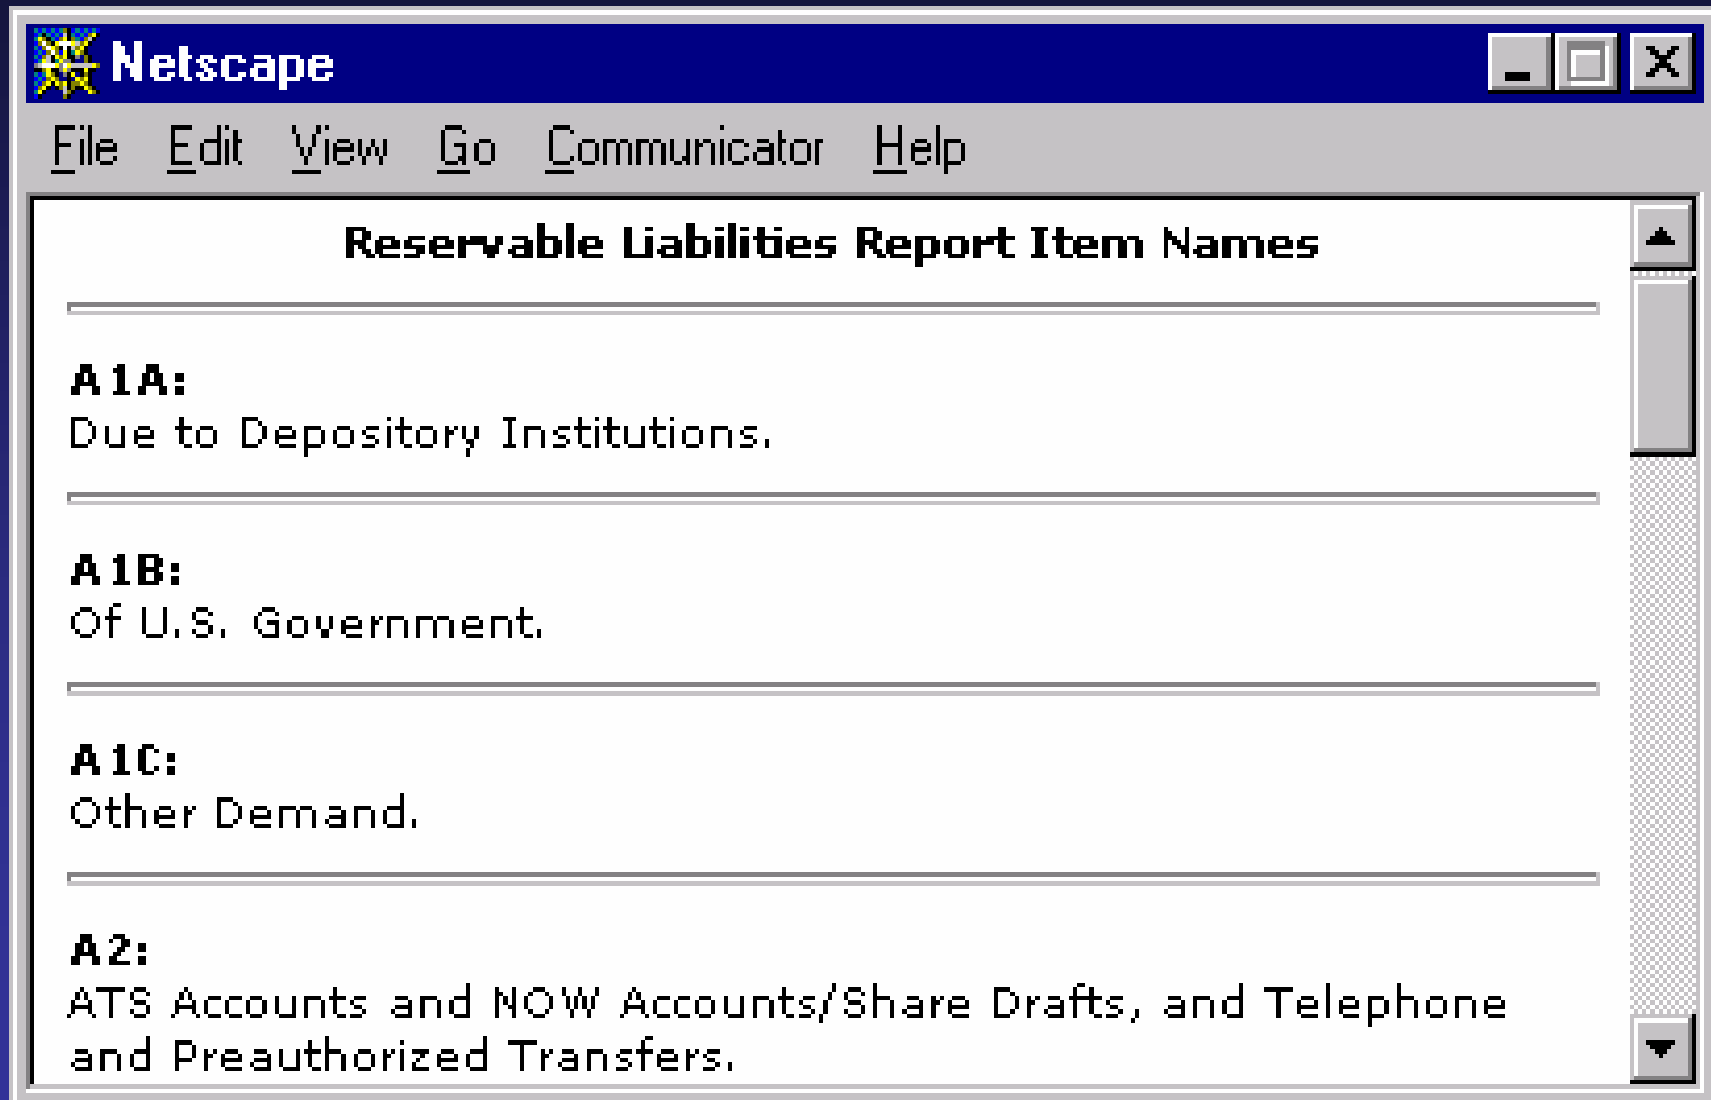 Netscape
File Edit View Go Communicator Help
Reservable Liabilities Report Item Names
A1A:
Due to Depository Institutions.
A1B:
Of U.S. Government.
A1C:
Other Demand.
A2:
ATS Accounts and NOW Accounts/Share Drafts, and Telephone
and Preauthorized Transfers.